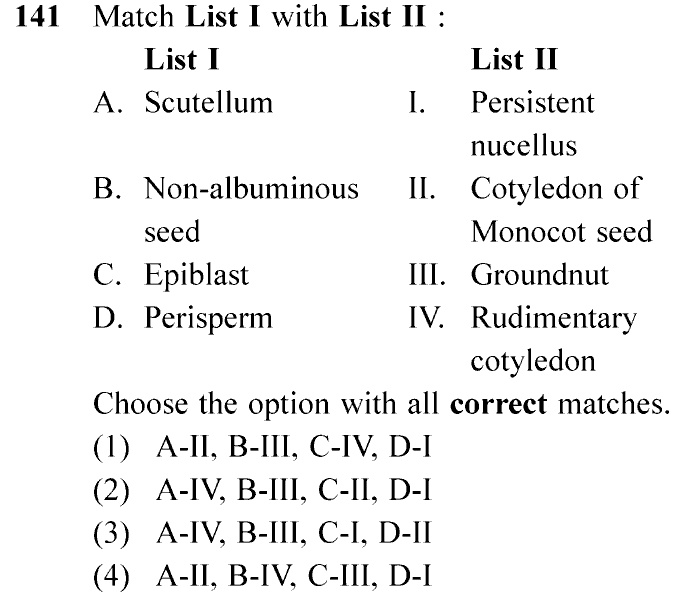 141 Match List I with List II :
List I List II
A. Scutellum I. Persistent
nucellus
B. Non-albuminous II. Cotyledon of
seed Monocot seed
C. Epiblast III. Groundnut
D. Perisperm IV. Rudimentary
cotyledon
Choose the option with all correct matches.
(1) A-II, B-III, C-IV, D-I
(2) A-IV, B-III, C-II, D-I
(3) A-IV, B-III, C-I, D-II
(4) A-II, B-IV, C-III, D-I